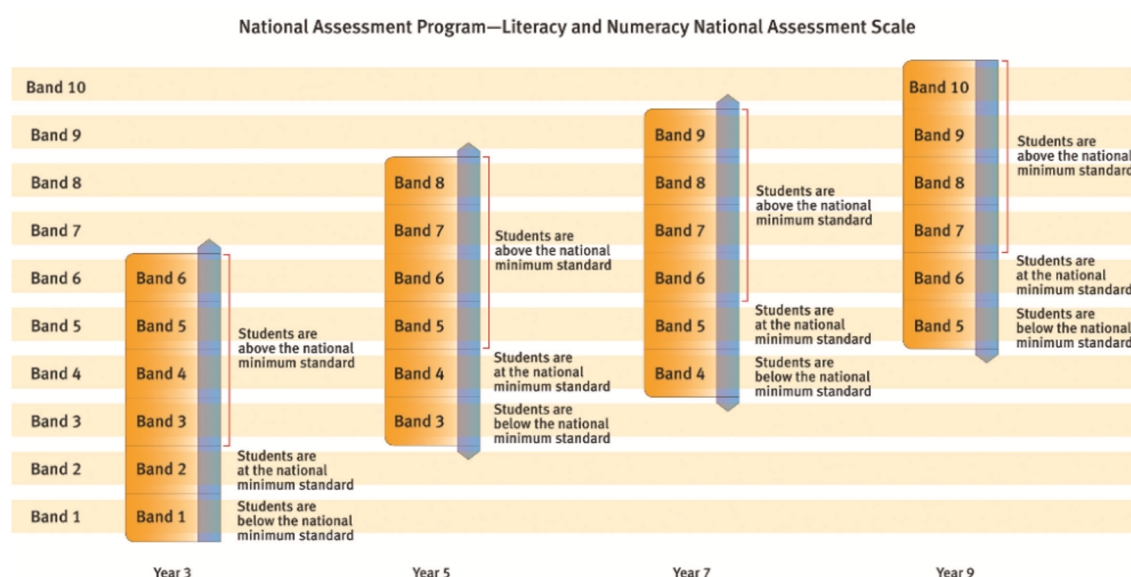 National Assessment Program—Literacy and Numeracy National Assessment Scale
Band 10
Band 9
Band 8
Band 7
Band 6
Band 5
Band 4
Band 3
Band 2
Band 1
Band 6
Band 5
Band 4
Band 3
Band 2
Band 1
Students are
above the national
minimum standard
Students are
at the national
minimum standard
Students are
below the national
minimum standard
Year 3
Band 8
Band 7
Band 6
Band 5
Band 4
Band 3
Students are
above the national
minimum standard
Students are
at the national
minimum standard
Students are
below the national
minimum standard
Year 5
Band 9
Band 8
Band 7
Band 6
Band 5
Band 4
Students are
above the national
minimum standard
Students are
at the national
minimum standard
Students are
below the national
minimum standard
Year 7
Band 10
Band 9
Band 8
Band 7
Band 6
Band 5
Students are
above the national
minimum standard
Students are
at the national
minimum standard
Students are
below the national
minimum standard
Year 9